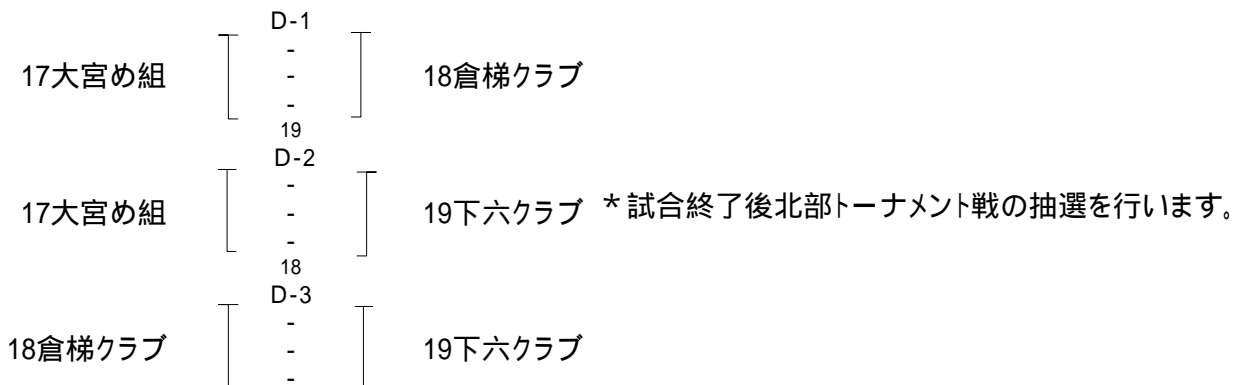 D-1
-
17大宮め組 - 18倉梯クラブ
-
19
D-2
-
17大宮め組 - 19下六クラブ *試合終了後北部トーナメント戦の抽選を行います。
-
18
D-3
-
18倉梯クラブ - 19下六クラブ
-